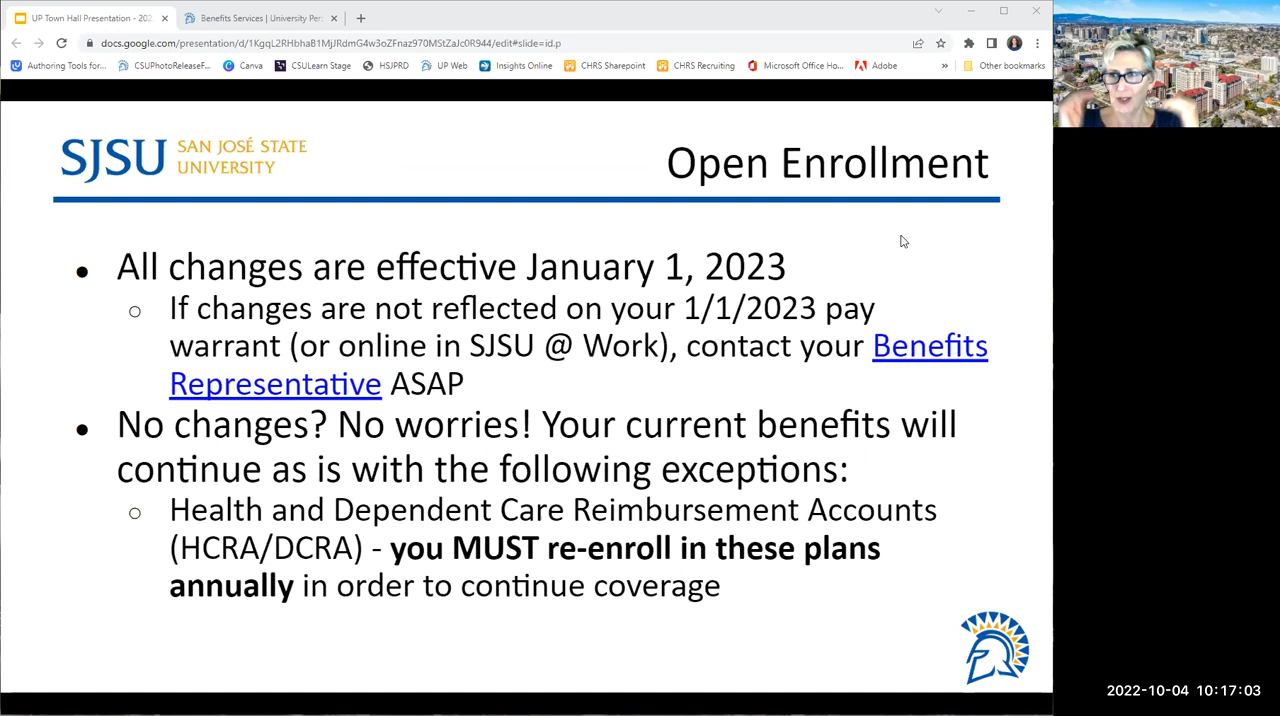 UP Town Hall Presentation - 202
Benefits Services | University Per
docs.google.com/presentation/d/1KgqL2RHbhaB1MjJRdmG4w3oZFnaz970MStZaJc0R944/edit#slide=id.p
Authoring Tools for...
CSUPhotoReleaseF...
Canva
CSULearn Stage
HSJPRD
UP Web
Insights Online
CHRS Sharepoint
CHRS Recruiting
Microsoft Office Ho...
Adobe
»
Other bookmarks
SJSU SAN JOSÉ STATE
UNIVERSITY
Open Enrollment
● All changes are effective January 1, 2023
○ If changes are not reflected on your 1/1/2023 pay
warrant (or online in SJSU @ Work), contact your Benefits
Representative ASAP
● No changes? No worries! Your current benefits will
continue as is with the following exceptions:
○ Health and Dependent Care Reimbursement Accounts
(HCRA/DCRA) - you MUST re-enroll in these plans
annually in order to continue coverage
2022-10-04 10:17:03